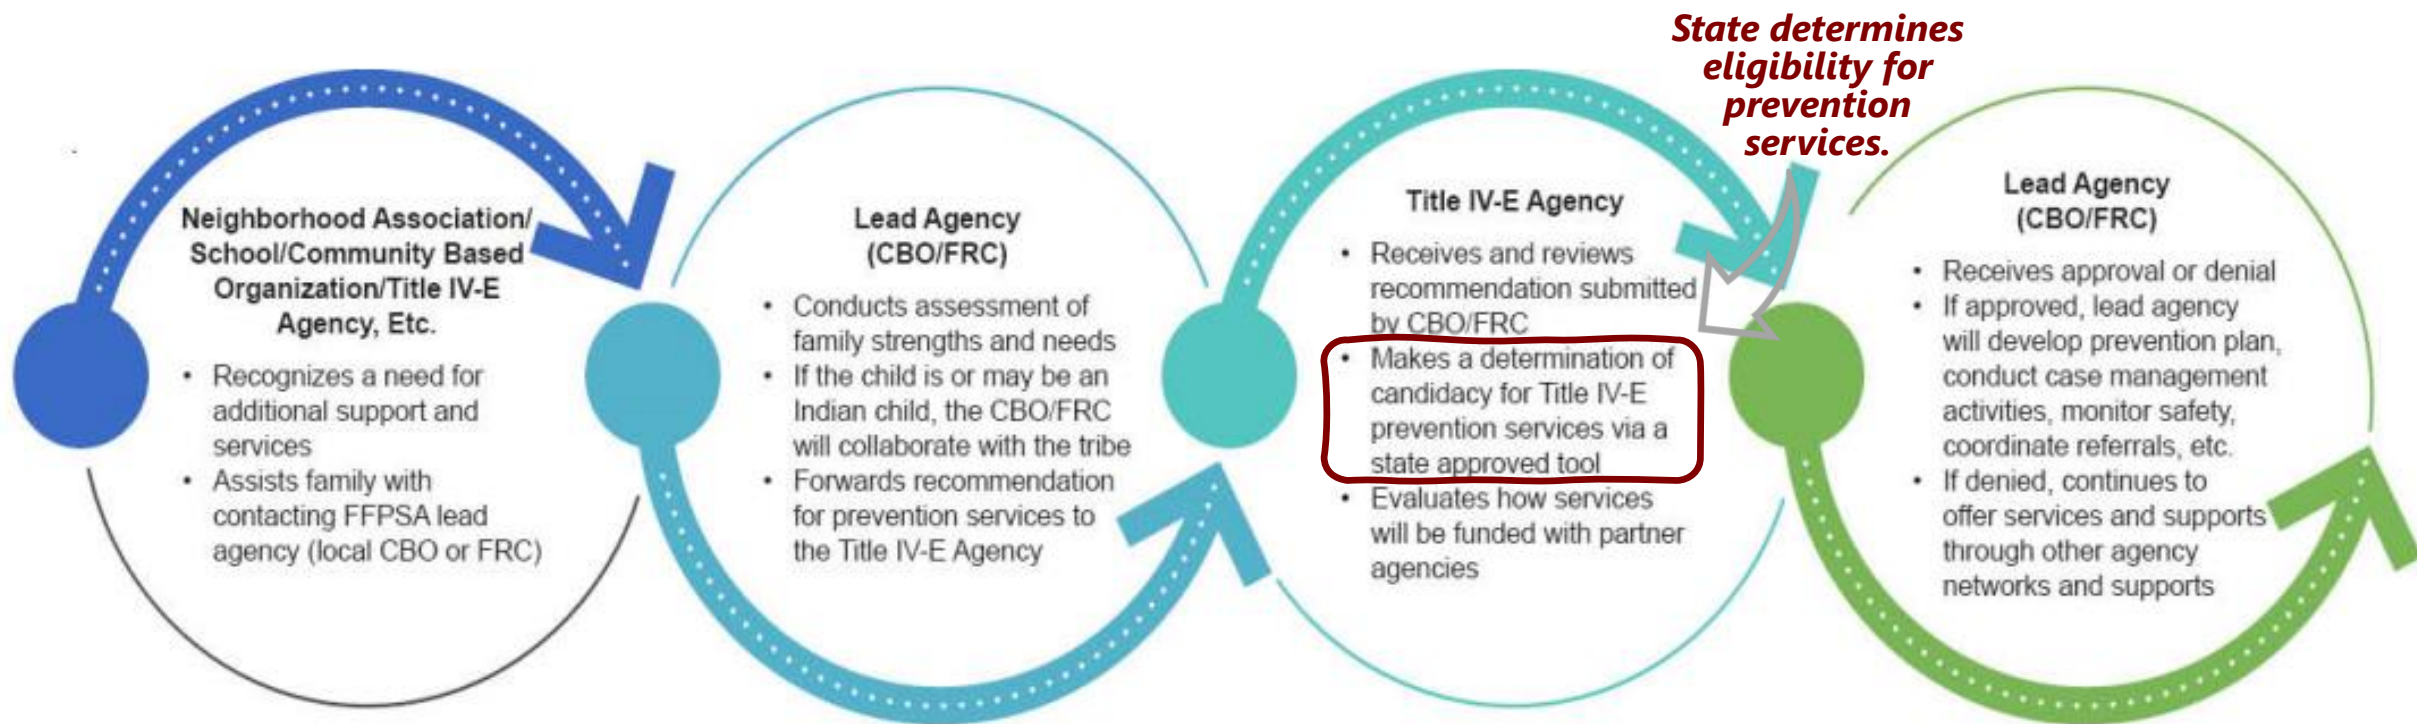 State determines
eligibility for
prevention
services.
Neighborhood Association/
School/Community Based
Organization/Title IV-E
Agency, Etc.
• Recognizes a need for
additional support and
services
• Assists family with
contacting FFPSA lead
agency (local CBO or FRC)
Lead Agency
(CBO/FRC)
• Conducts assessment of
family strengths and needs
• If the child is or may be an
Indian child, the CBO/FRC
will collaborate with the tribe
• Forwards recommendation
for prevention services to
the Title IV-E Agency
Title IV-E Agency
• Receives and reviews
recommendation submitted
by CBO/FRC
• Makes a determination of
candidacy for Title IV-E
prevention services via a
state approved tool
• Evaluates how services
will be funded with partner
agencies
Lead Agency
(CBO/FRC)
• Receives approval or denial
• If approved, lead agency
will develop prevention plan,
conduct case management
activities, monitor safety,
coordinate referrals, etc.
• If denied, continues to
offer services and supports
through other agency
networks and supports